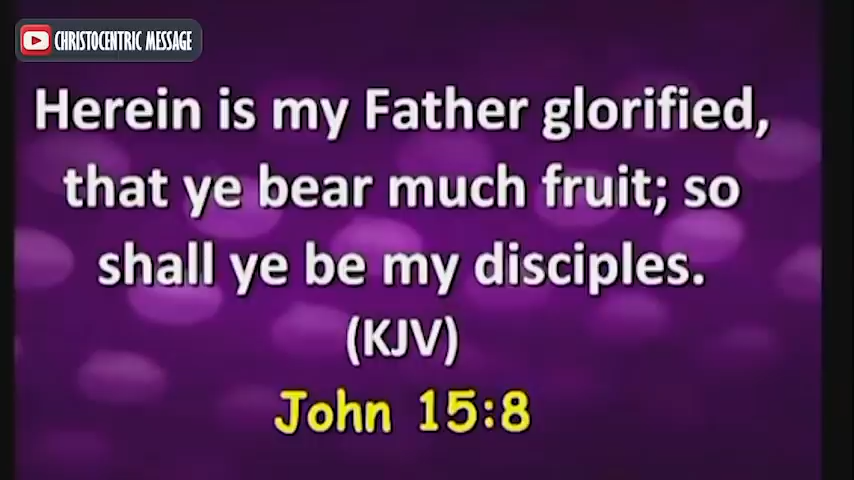 CHRISTOCENTRIC MESSAGE
Herein is my Father glorified,
that ye bear much fruit; so
shall ye be my disciples.
(KJV)
John 15:8